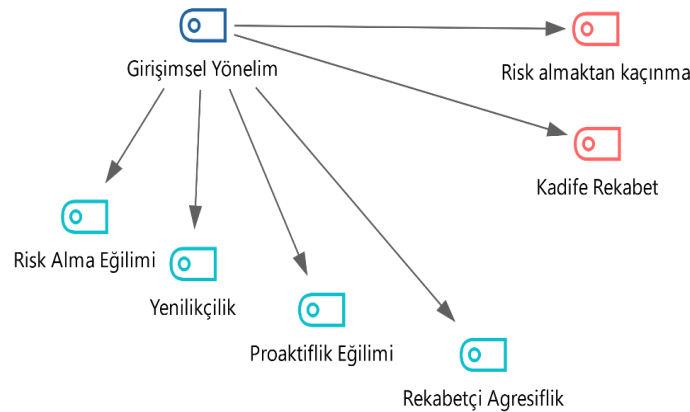 Girişimsel Yönelim
Risk almaktan kaçınma
Kadife Rekabet
Risk Alma Eğilimi
Yenilikçilik
Proaktiflik Eğilimi
Rekabetçi Agresiflik